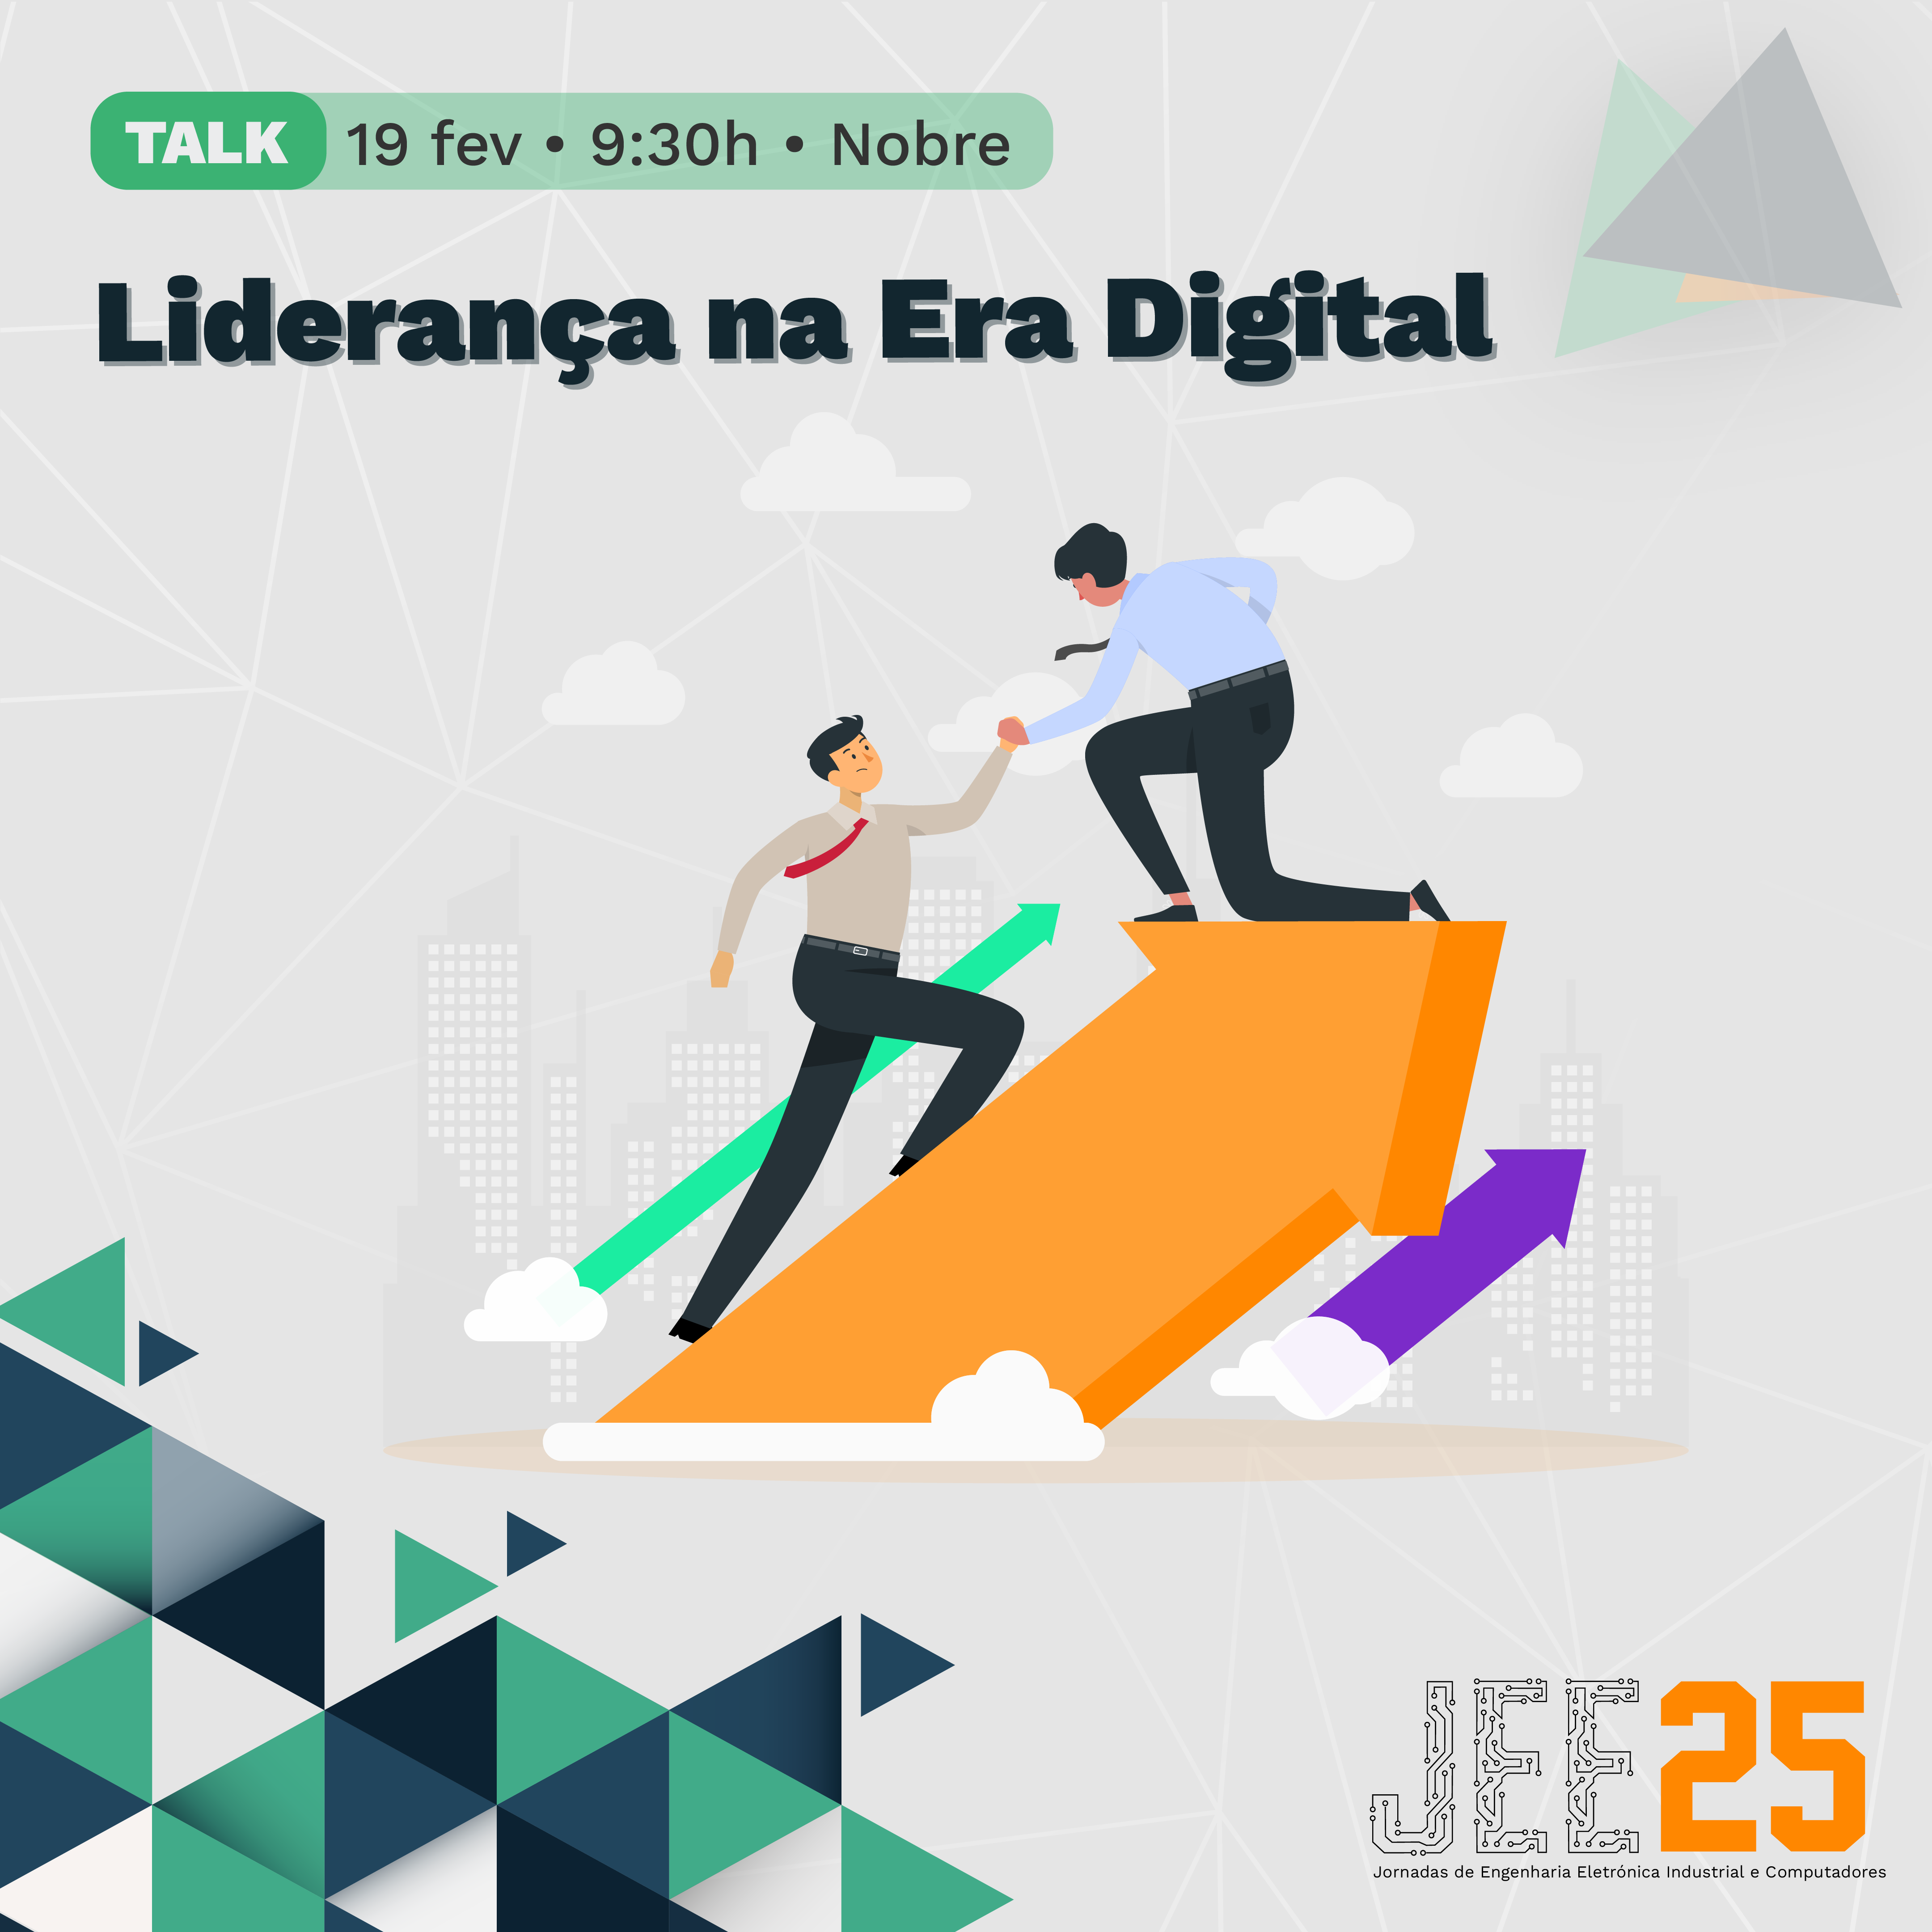 TALK 19 fev • 9:30h • Nobre
Liderança na Era Digital
JEE25
Jornadas de Engenharia Eletrónica Industrial e Computadores